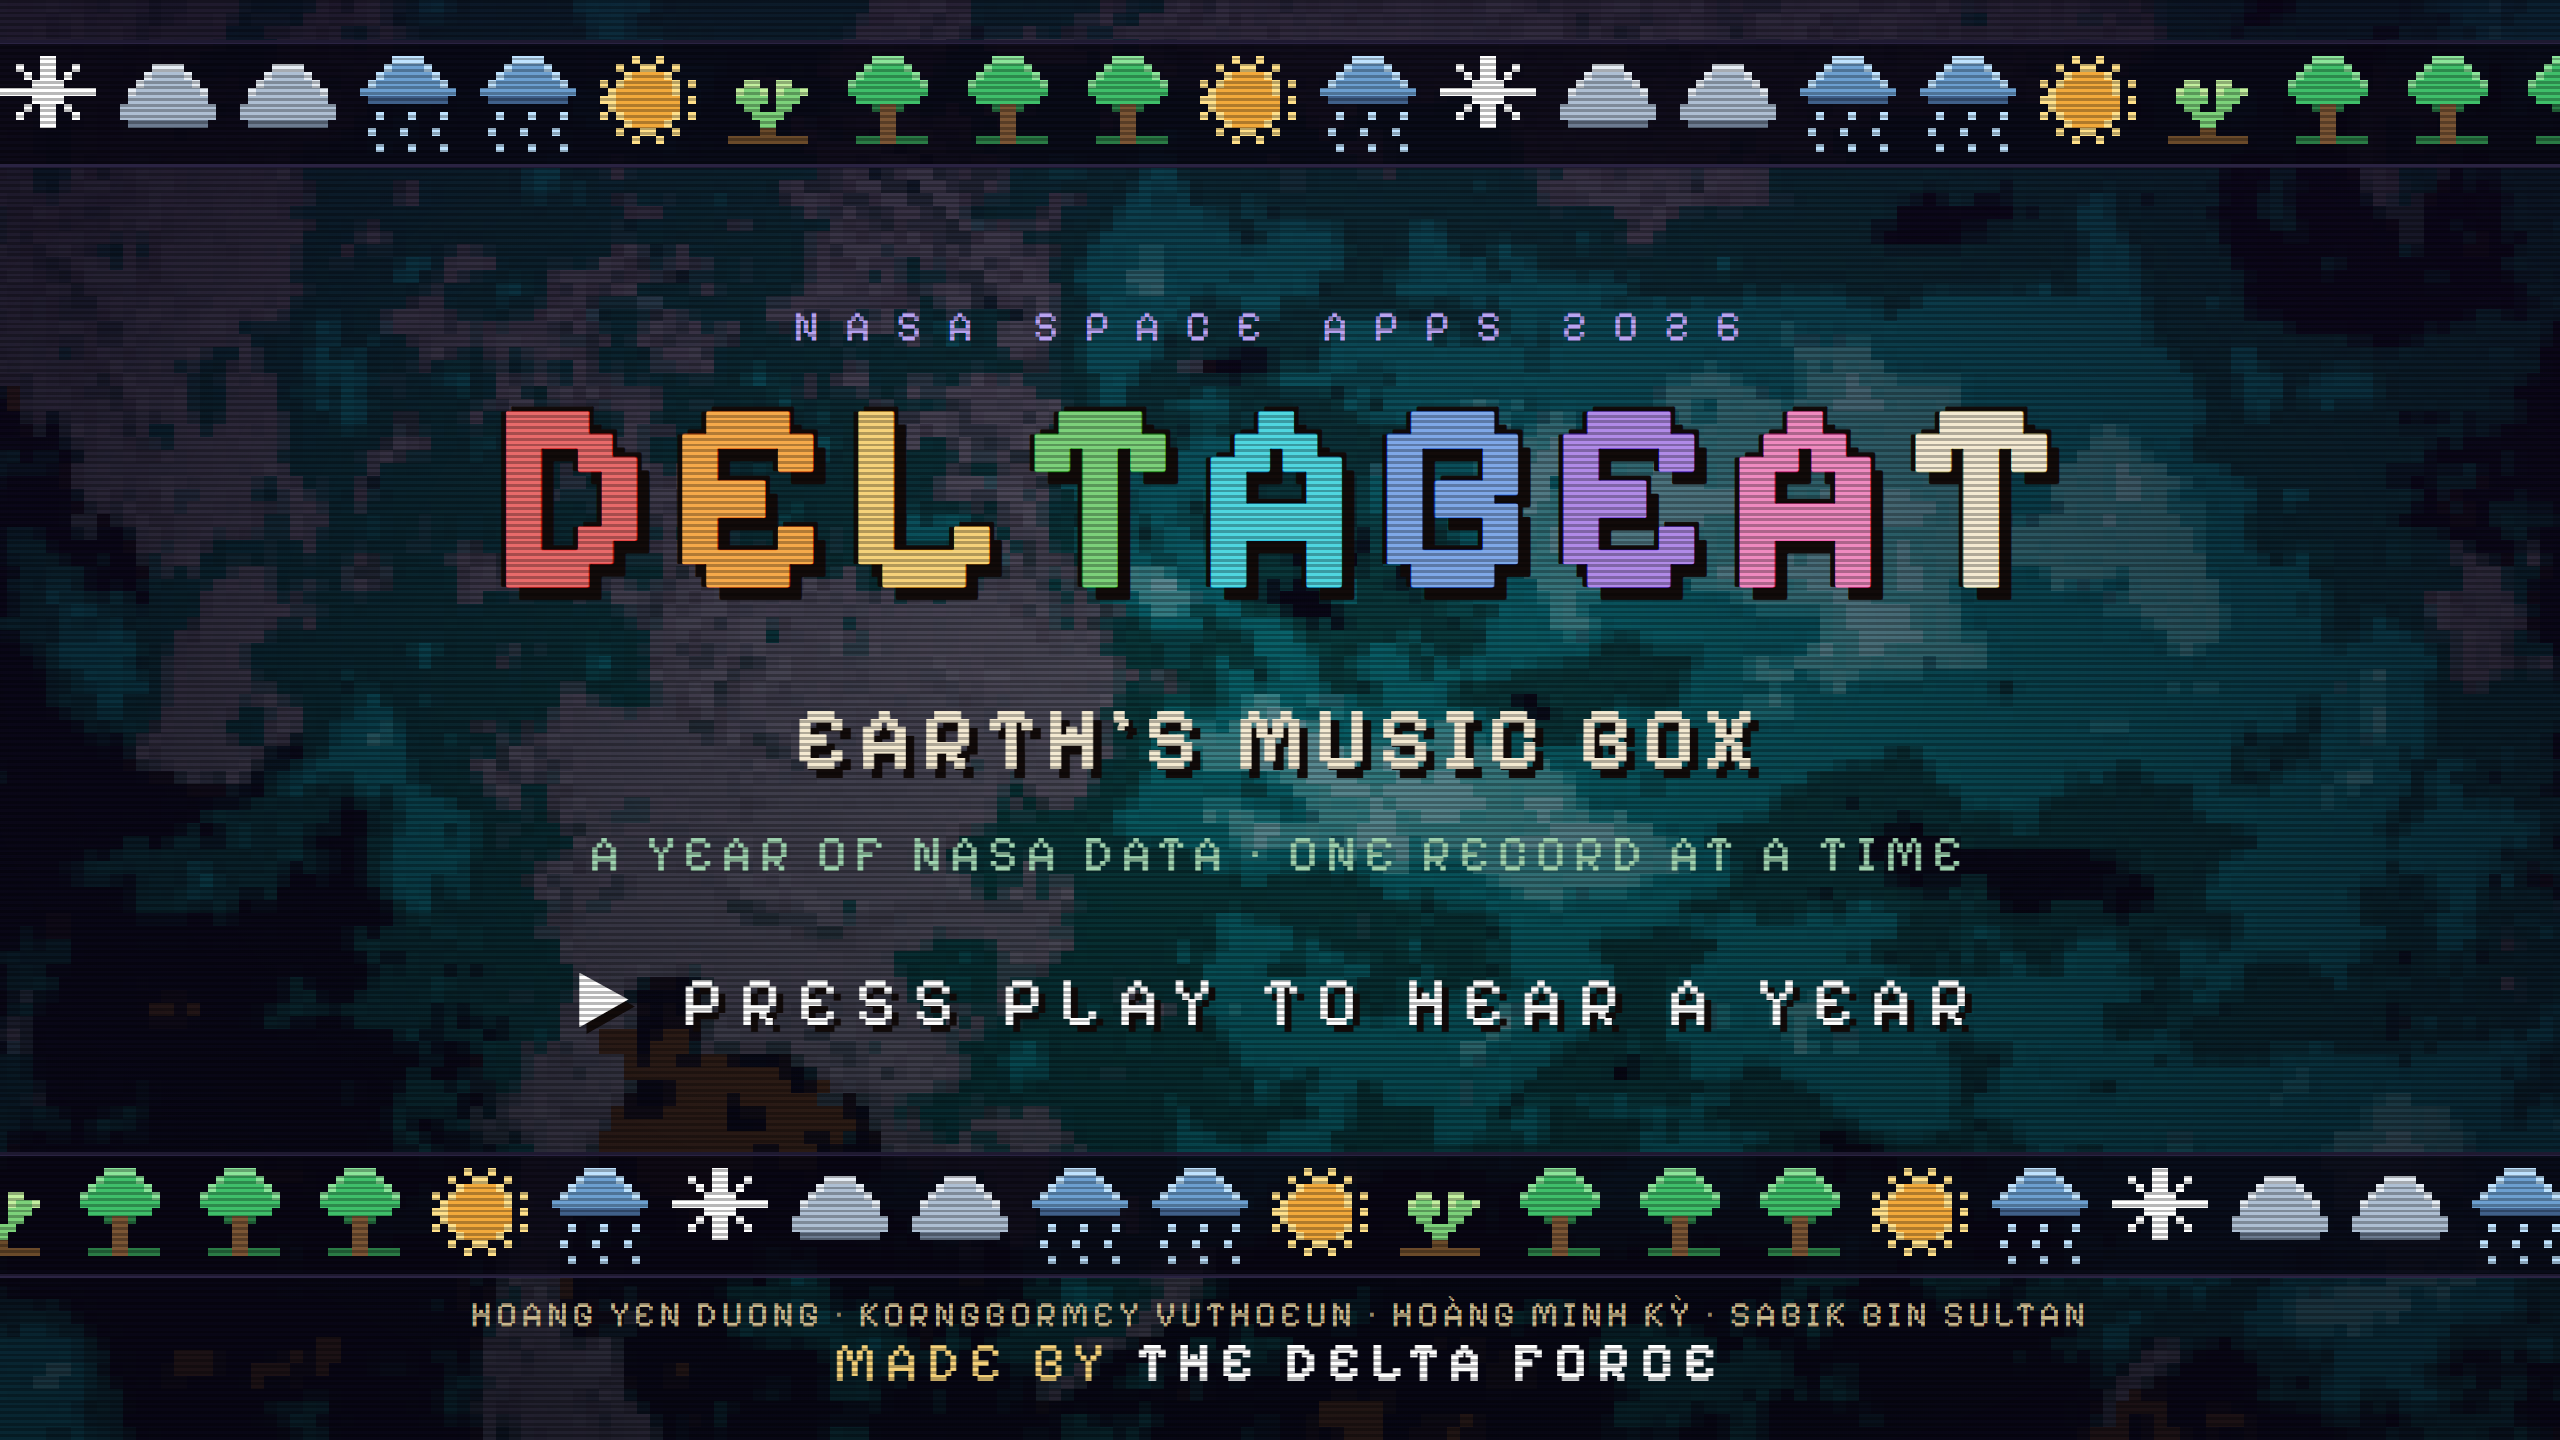 NASA SPACE APPS 2026
DELTABEAT
EARTH'S MUSIC BOX
A YEAR OF NASA DATA · ONE RECORD AT A TIME
▶ PRESS PLAY TO HEAR A YEAR
HOANG YEN DUONG · KORNGBORMEY VUTHOEUN · HOÀNG MINH KỲ · SABIK BIN SULTAN
MADE BY THE DELTA FORCE